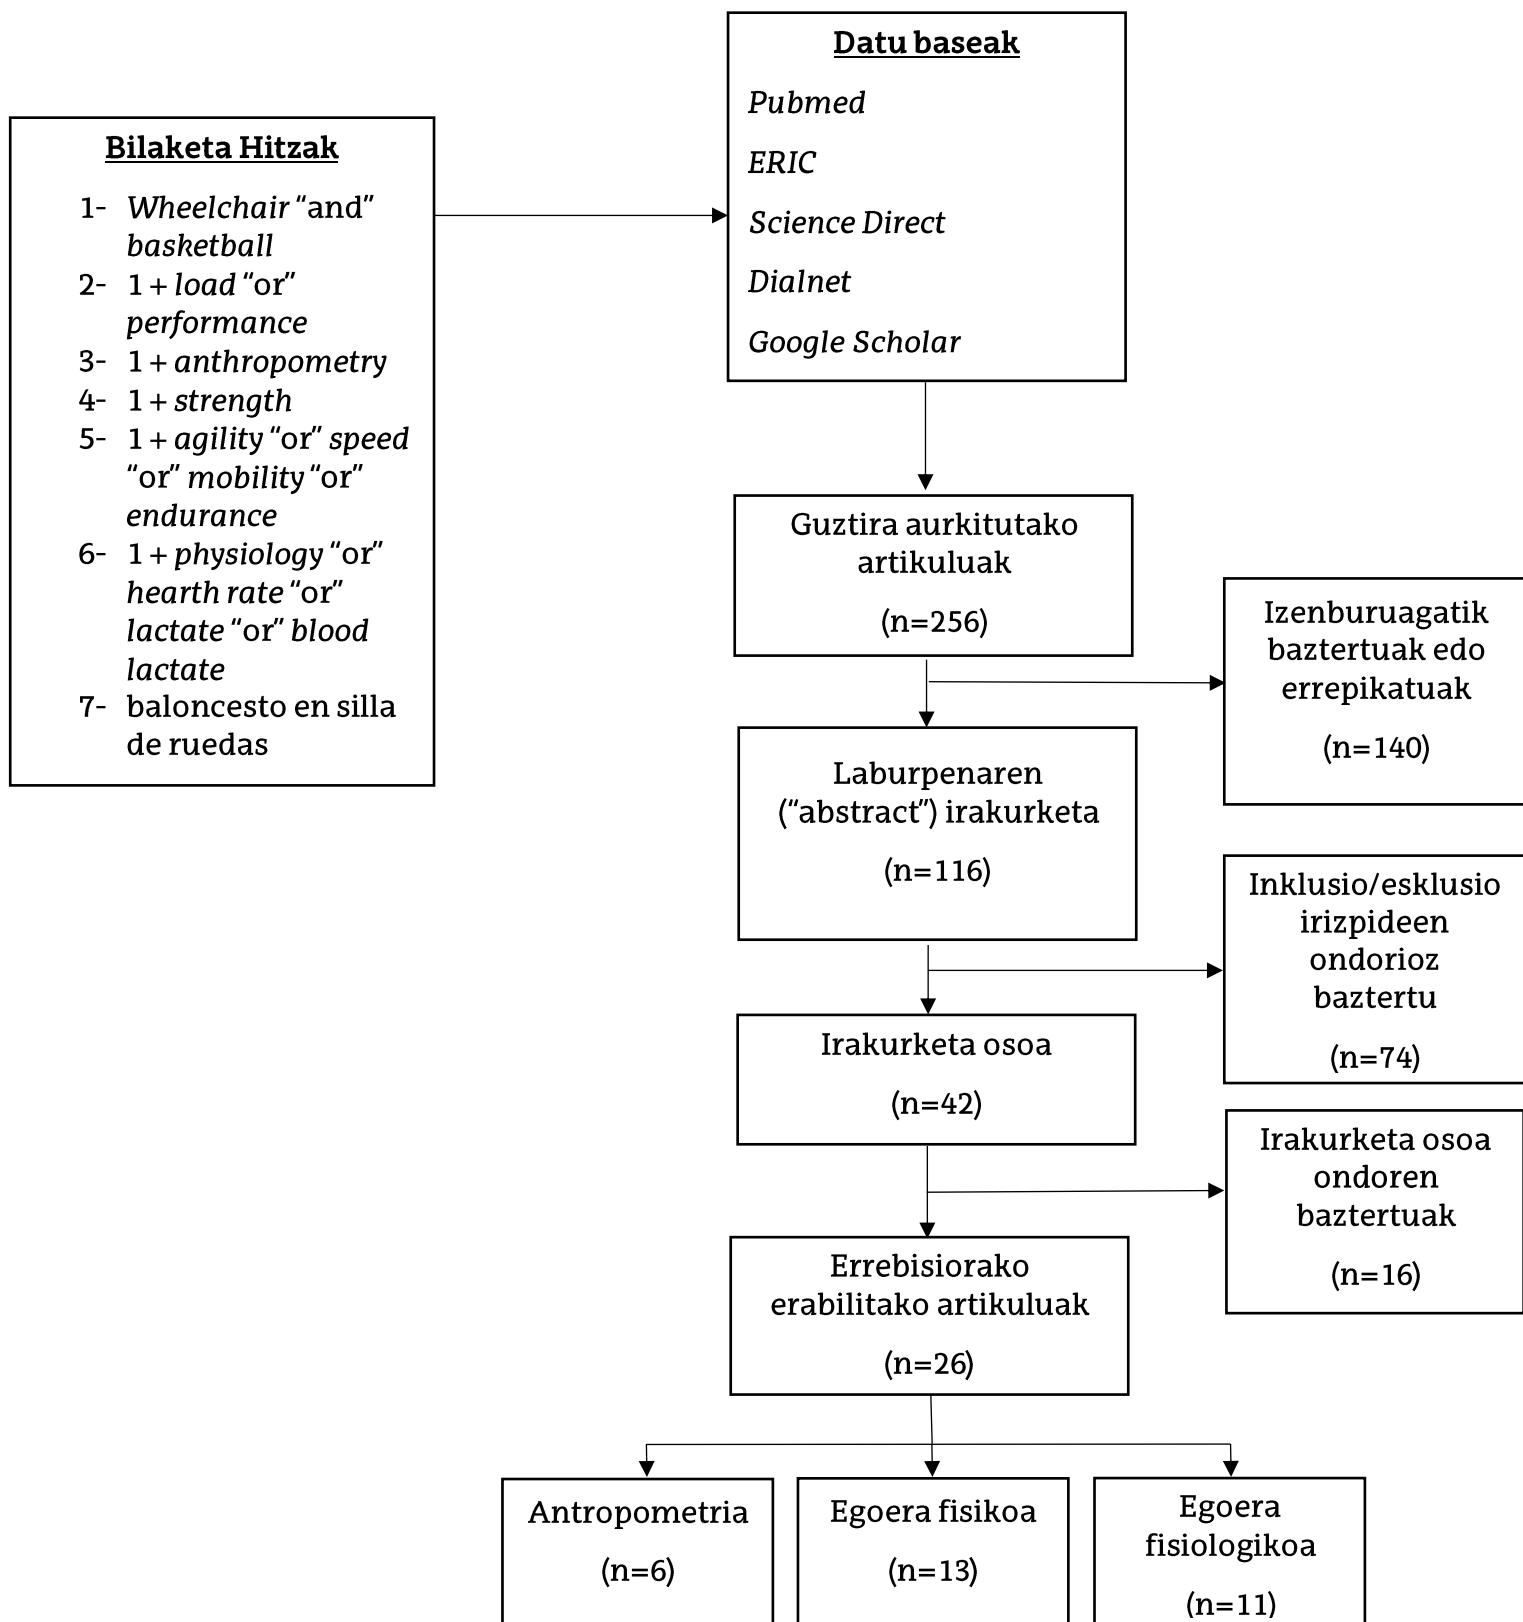 Bilaketa Hitzak
1- Wheelchair “and”
basketball
2- 1 + load “or”
performance
3- 1 + anthropometry
4- 1 + strength
5- 1 + agility “or” speed
“or” mobility “or”
endurance
6- 1 + physiology “or”
hearth rate “or”
lactate “or” blood
lactate
7- baloncesto en silla
de ruedas
Datu baseak
Pubmed
ERIC
Science Direct
Dialnet
Google Scholar
Guztira aurkitutako
artikuluak
(n=256)
Izenburuagatik
baztertuak edo
errepikatuak
(n=140)
Laburpenaren
(“abstract”) irakurketa
(n=116)
Inklusio/esklusio
irizpideen
ondorioz
baztertu
(n=74)
Irakurketa osoa
(n=42)
Irakurketa osoa
ondoren
baztertuak
(n=16)
Errebisiorako
erabilitako artikuluak
(n=26)
Antropometria
(n=6)
Egoera fisikoa
(n=13)
Egoera
fisiologikoa
(n=11)